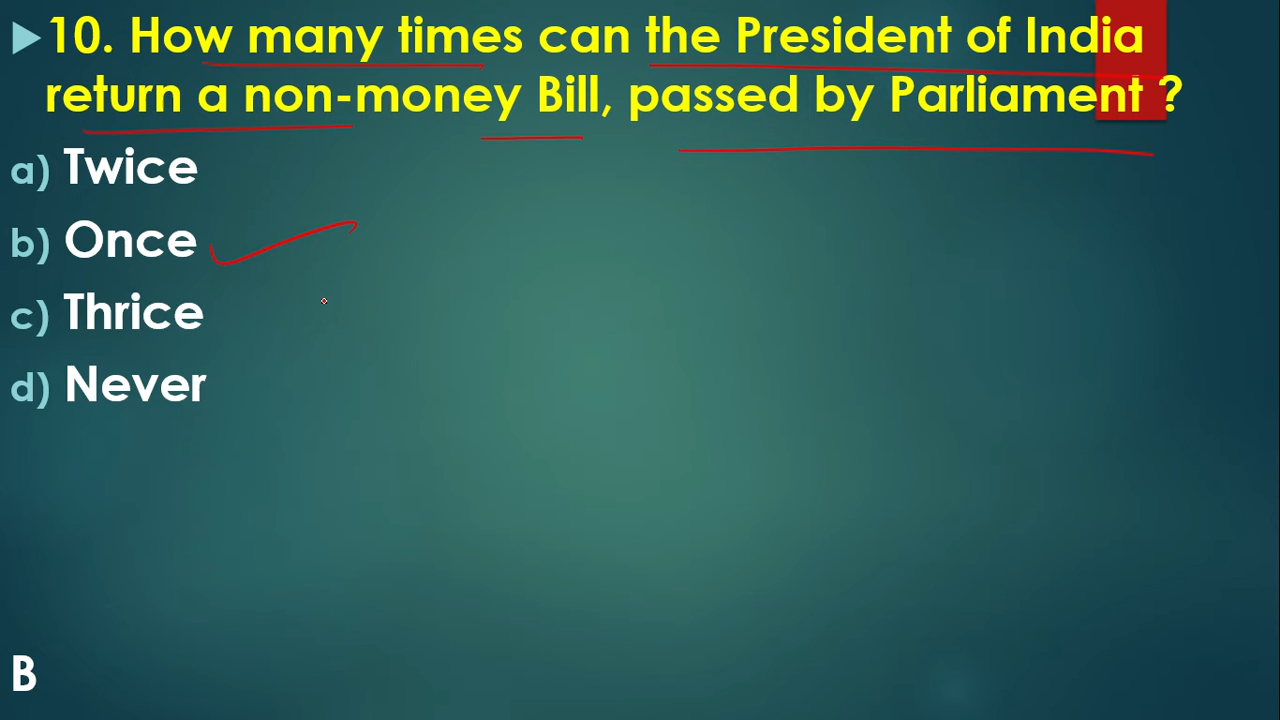 10. How many times can the President of India
return a non-money Bill, passed by Parliament ?
a) Twice
b) Once
c) Thrice
d) Never
B